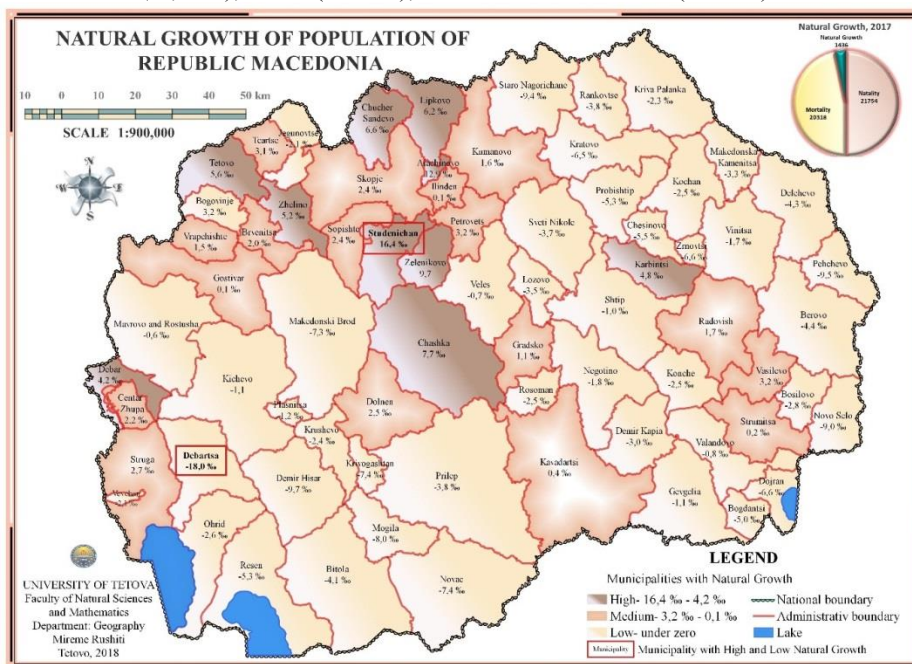 NATURAL GROWTH OF POPULATION OF
REPUBLIC MACEDONIA
10 0 10 20 30 40 50 km
SCALE 1:900,000
N
W E
S
Natural Growth, 2017
Natural Growth
1436
Mortality
20318
Natality
21754
Staro Nagorichane
-9,4 ‰
Rankovtse
-3,8 ‰
Kriva Palanka
-2,3 ‰
Lipkovo
6,2 ‰
Chucher
Sandevo
6,6 ‰
Teartse
3,1 ‰
Tetovo
5,6 ‰
Kumanovo
1,6 ‰
Kratovo
-6,5 ‰
Makedonska
Kamenitsa
-3,3 ‰
Skopje
2,4 ‰
Ilinden
0,1 ‰
Bogovinje
3,2 ‰
Zhelino
5,2 ‰
Probishtip
-5,3 ‰
Kochan
-2,5 ‰
Delchevo
-4,3 ‰
Vrapchishte
1,5 ‰
Brvenitsa
2,0 ‰
Sopishte
2,4 ‰
Studenichan
16,4 ‰
Petrovets
3,2 ‰
Sveti Nikole
-3,7 ‰
Chesinovo
-5,5 ‰
Zrnovtsi
-6,6 ‰
Vinitsa
-1,7 ‰
Zelenikovo
9,7
Karbintsi
4,8 ‰
Pehchevo
-9,5 ‰
Gostivar
0,1 ‰
Veles
-0,7 ‰
Lozovo
-3,5 ‰
Shtip
-1,0 ‰
Berovo
-4,4 ‰
Mavrovo and Rostusha
-0,6 ‰
Makedonski Brod
-7,3 ‰
Chashka
7,7 ‰
Radovish
1,7 ‰
Gradsko
1,1 ‰
Debar
4,2 ‰
Kichevo
-1,1
Negotino
-1,8 ‰
Konche
-2,5 ‰
Vasilevo
3,2 ‰
Bosilovo
-2,8 ‰
Centar
Zhupa
2,2 ‰
Plasnitsa
-1,2 ‰
Dolnen
2,5 ‰
Rosoman
-2,5 ‰
Novo Selo
-9,0 ‰
Krushevo
-2,4 ‰
Strumitsa
0,2 ‰
Demir Kapia
-3,0 ‰
Valandovo
-0,8 ‰
Struga
2,7 ‰
Debartsa
-18,0 ‰
Krivogashtan
-7,4 ‰
Kavadartsi
0,4 ‰
Demir Hisar
-9,7 ‰
Prilep
-3,8 ‰
Dojran
-6,6 ‰
Gevgelia
-1,1 ‰
Bogdantsi
-5,0 ‰
Ohrid
-2,6 ‰
Mogila
-8,0 ‰
Resen
-5,3 ‰
Bitola
-4,1 ‰
Novac
-7,4 ‰
UNIVERSITY OF TETOVA
Faculty of Natural Sciences
and Mathematics
Department: Geography
Mireme Rushiti
Tetovo, 2018
LEGEND
Municipalities with Natural Growth
High- 16,4 ‰ - 4,2 ‰
Medium- 3,2 ‰ - 0,1 ‰
Low- under zero
Municipality
Municipality with High and Low Natural Growth
National boundary
Administrativ boundary
Lake